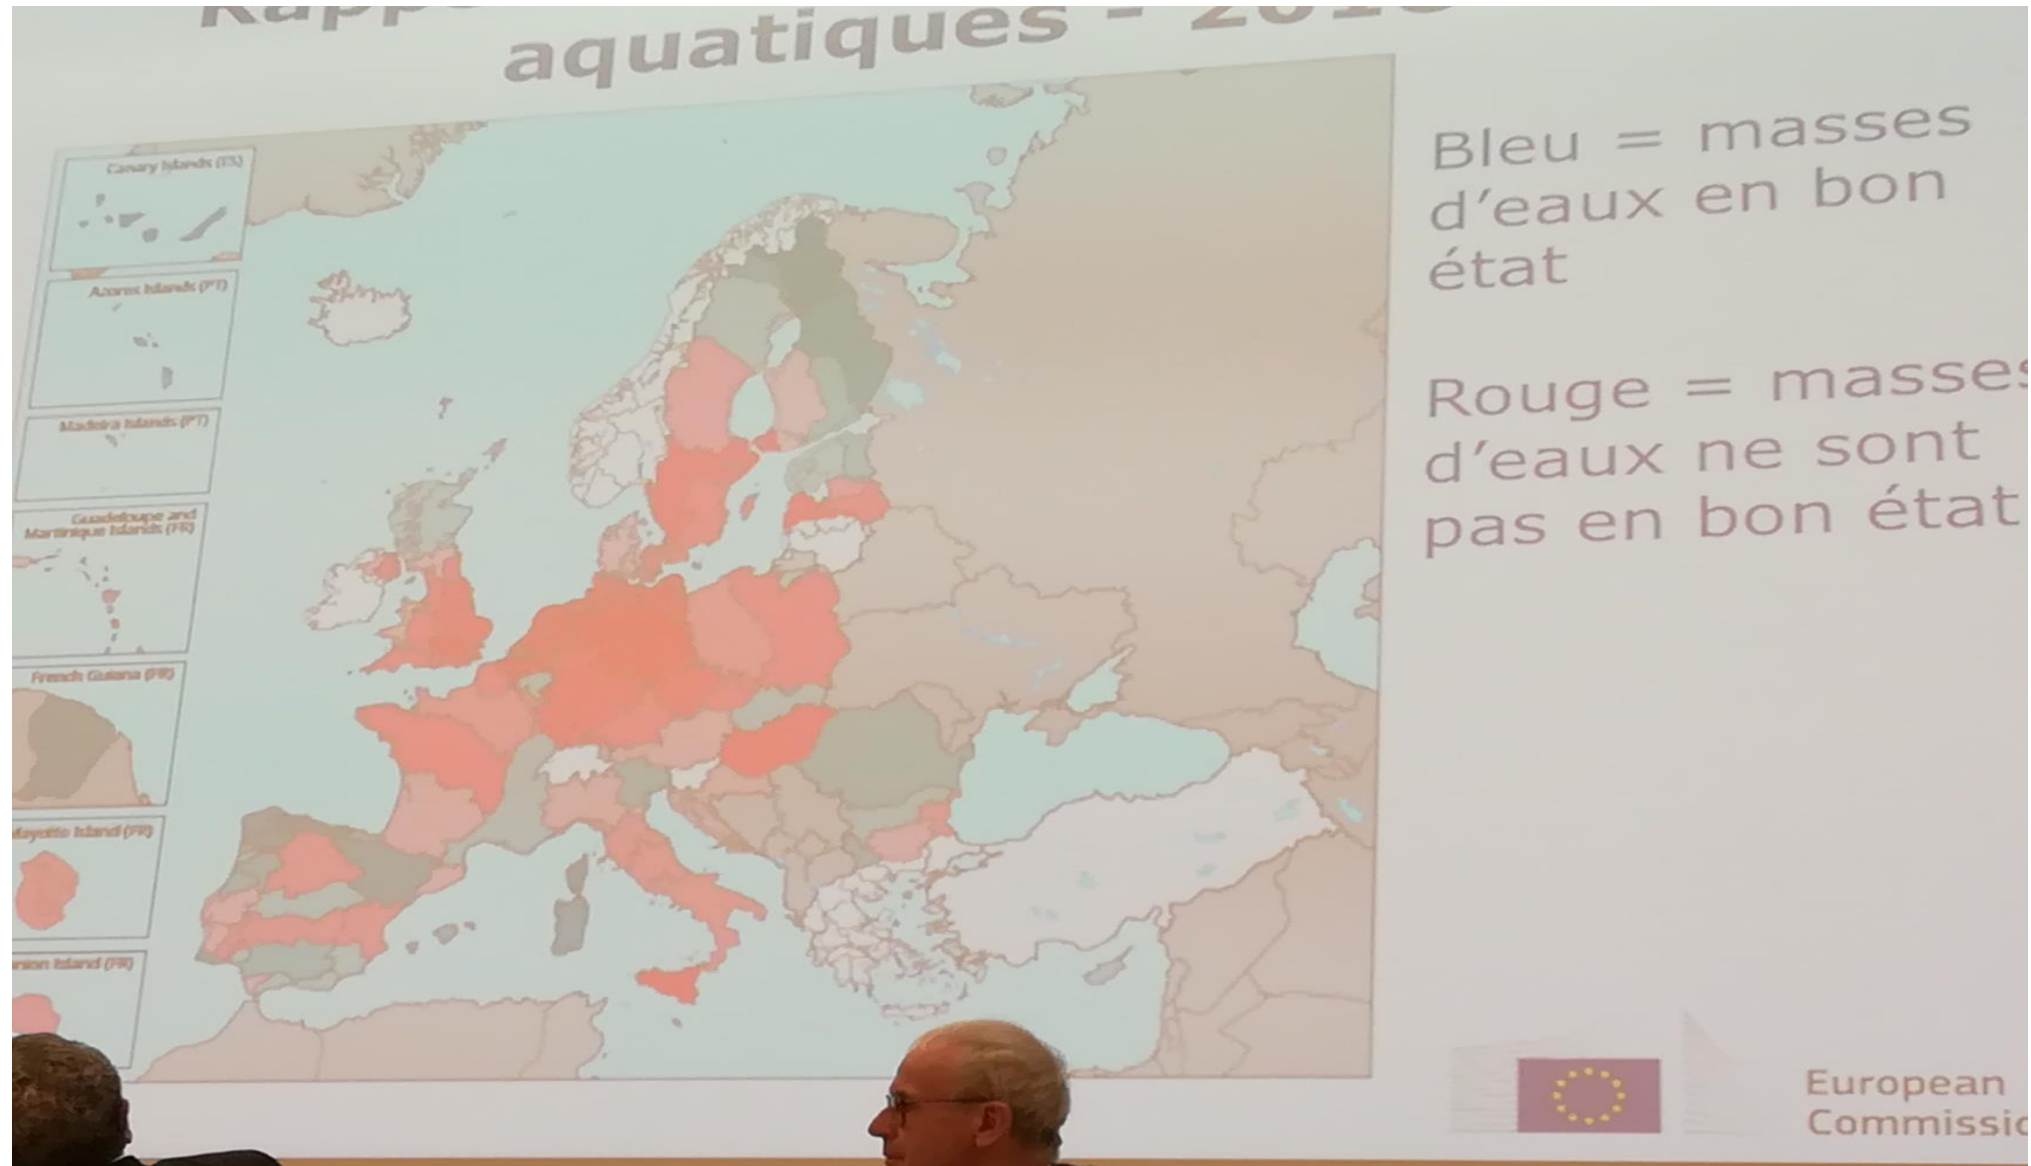 aquatiques -
Canary Islands (ES)
Azores Islands (PT)
Madeira Islands (PT)
Guadeloupe and
Martinique Islands (FR)
French Guiana (FR)
Island (FR)
Island (FR)
Bleu = masses
d'eaux en bon
état
Rouge = masses
d'eaux ne sont
pas en bon état
European
Commissio